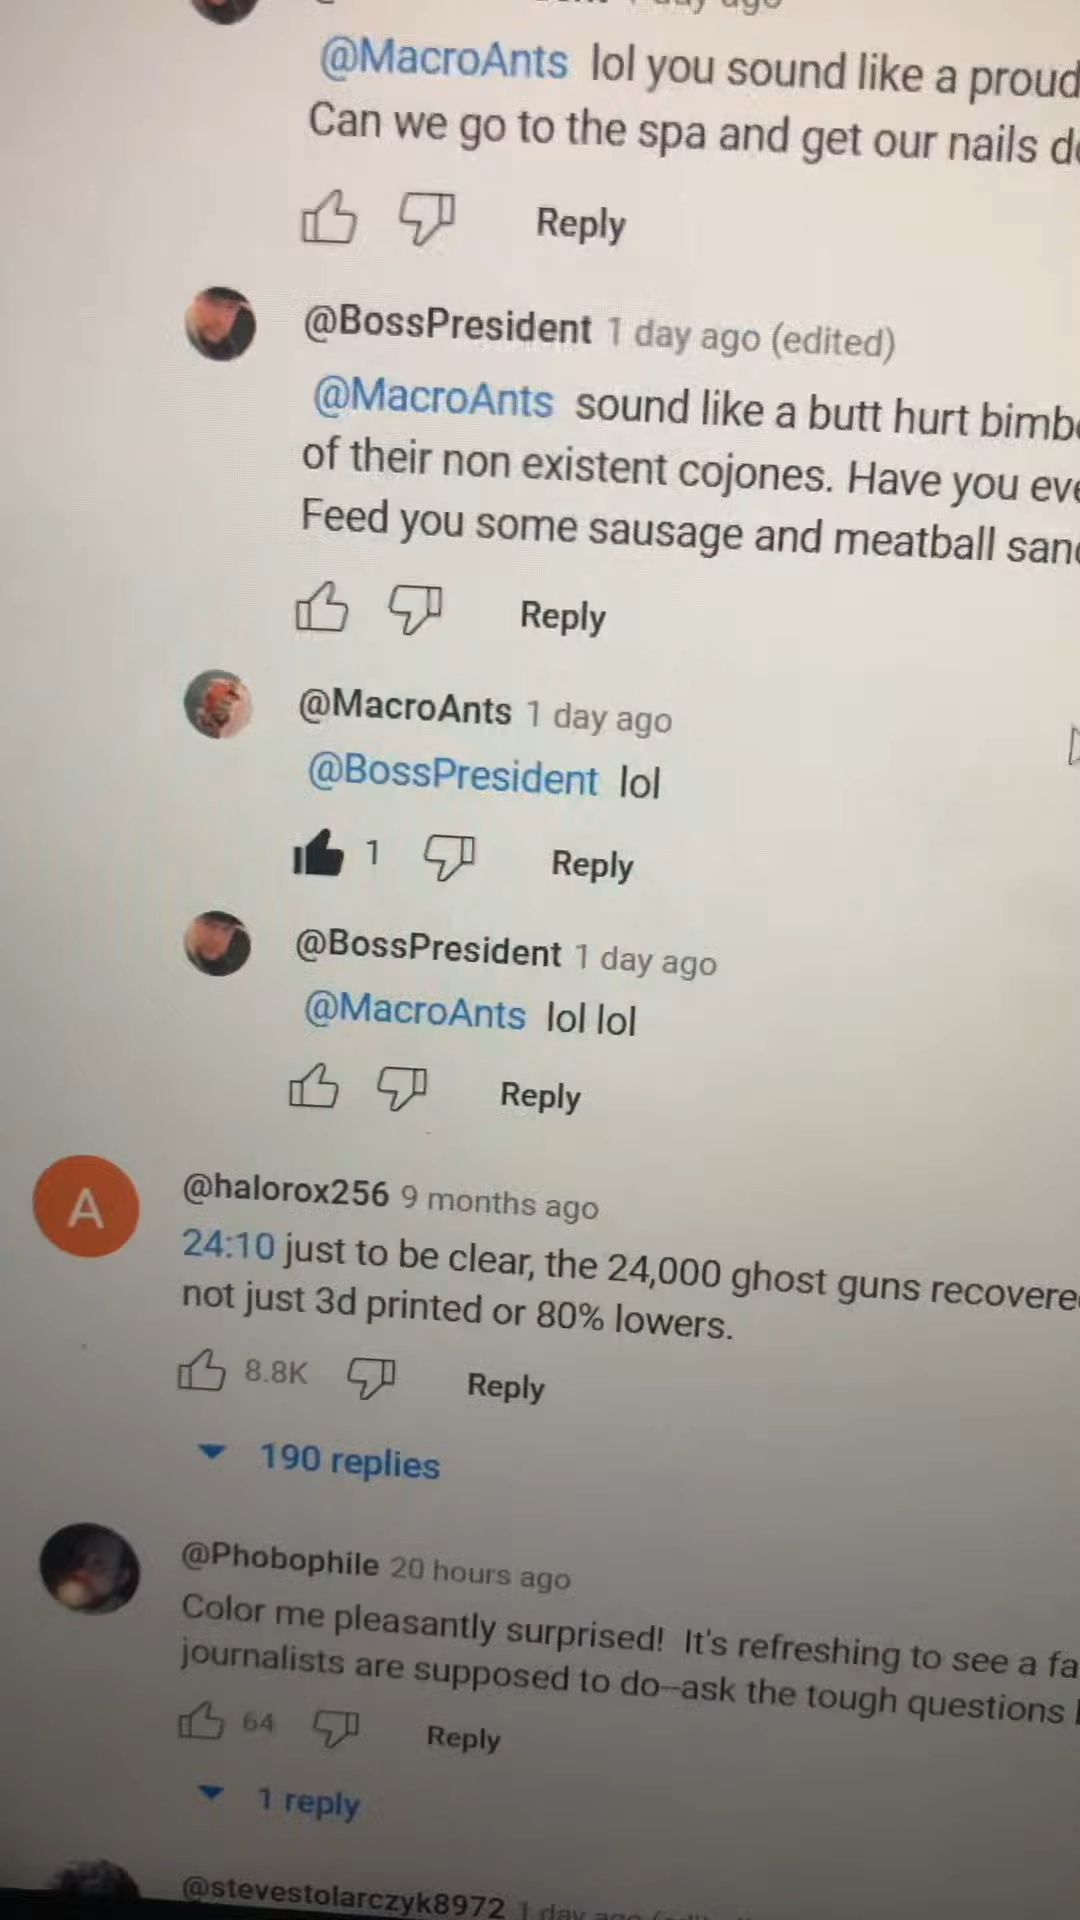 day ago
@MacroAnts lol you sound like a proud
Can we go to the spa and get our nails
Reply
@BossPresident 1 day ago (edited)
@MacroAnts sound like a butt hurt
of their non existent cojones. Have you
Feed you some sausage and meatball
Reply
@MacroAnts 1 day ago
@BossPresident lol
1 Reply
@BossPresident 1 day ago
@MacroAnts lol lol
Reply
A
@halorox256 9 months ago
24:10 just to be clear, the 24,000 ghost guns
not just 3d printed or 80% lowers.
8.8K Reply
190 replies
@Phobophile 20 hours ago
Color me pleasantly surprised! It's refreshing to see a
journalists are supposed to do—ask the tough questions
64 Reply
1 reply
@stevestolarczyk8972 1 day ago